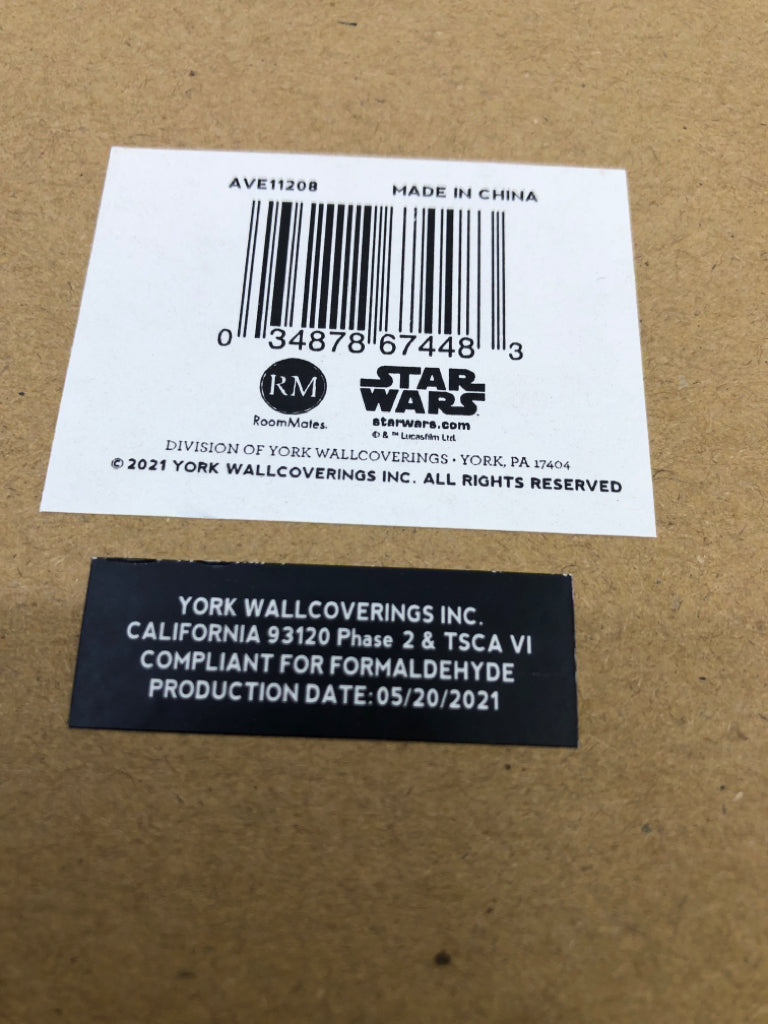 AVE11208 MADE IN CHINA
0 34878 67448 3
RM
RoomMates.
STAR
WARS
starwars.com
© & ™ Lucasfilm Ltd.
DIVISION OF YORK WALLCOVERINGS • YORK, PA 17404
© 2021 YORK WALLCOVERINGS INC. ALL RIGHTS RESERVED
YORK WALLCOVERINGS INC.
CALIFORNIA 93120 Phase 2 & TSCA VI
COMPLIANT FOR FORMALDEHYDE
PRODUCTION DATE:05/20/2021